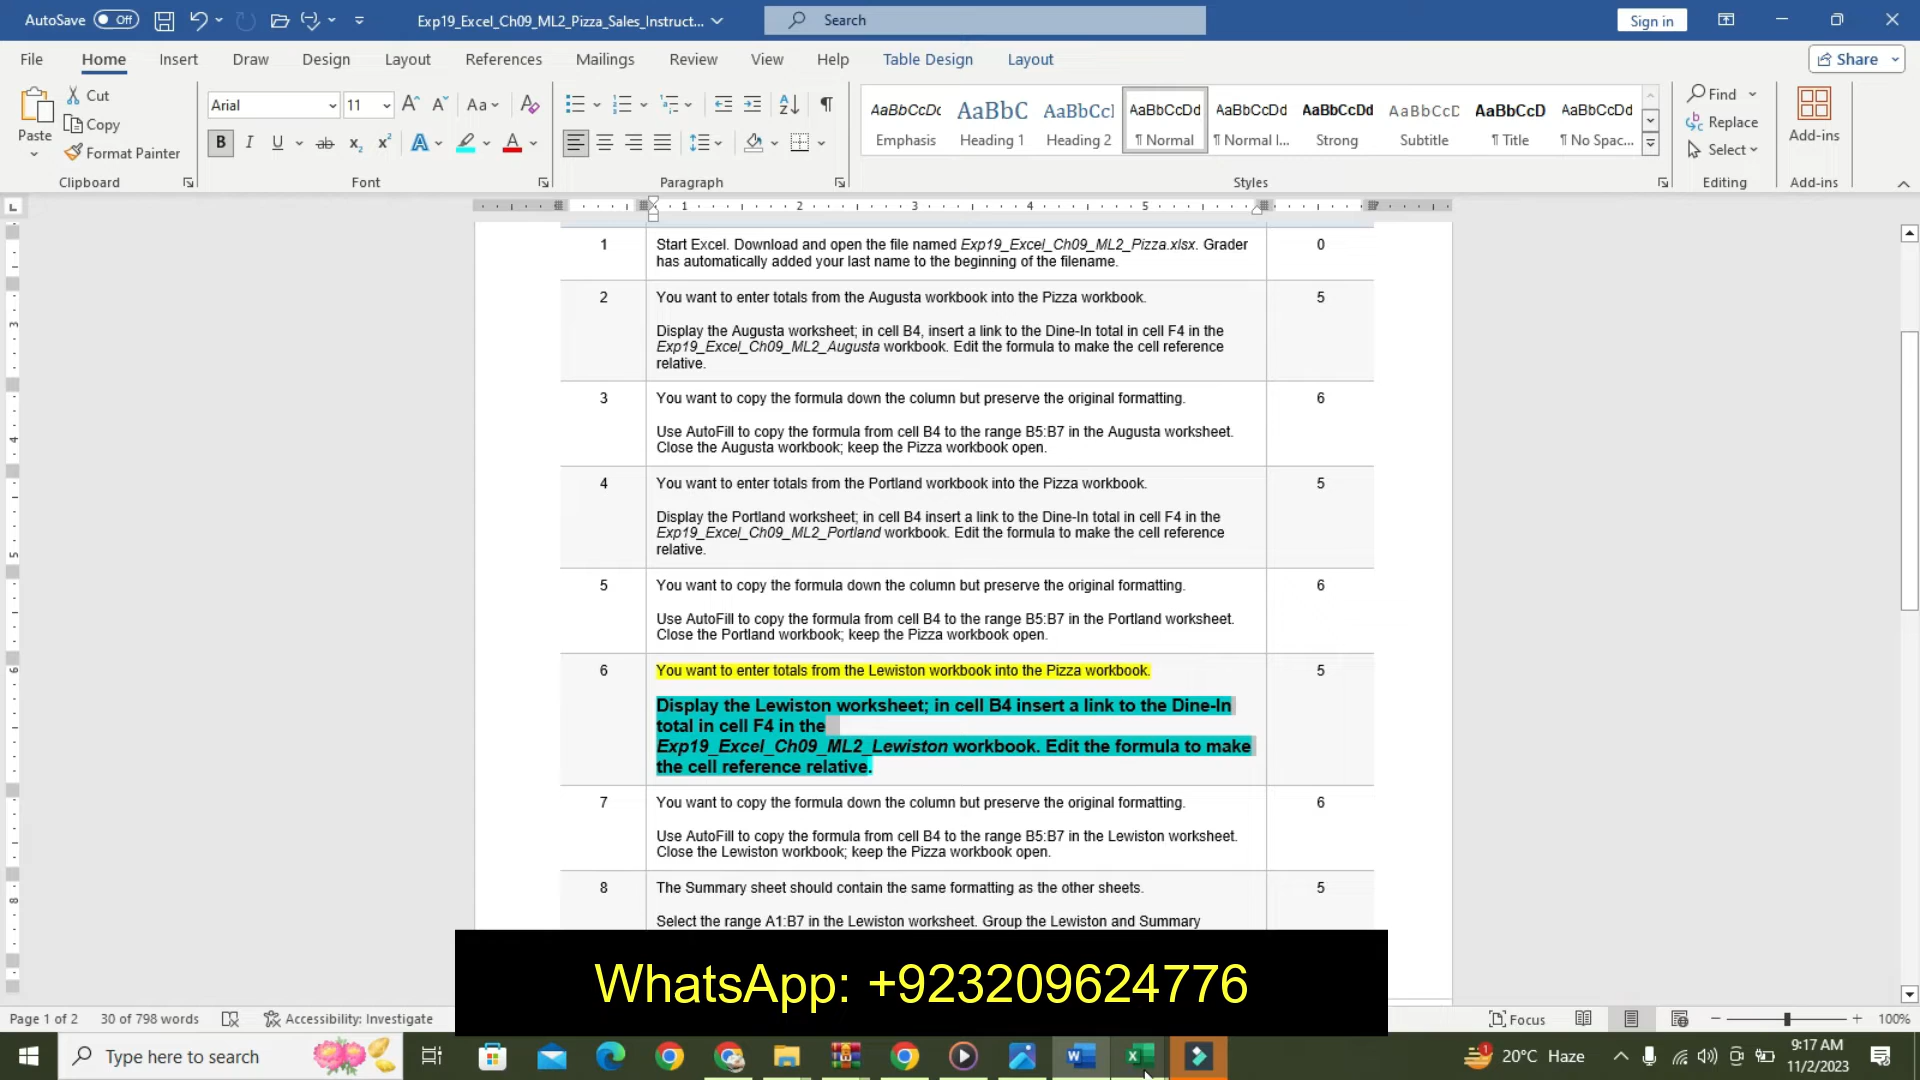 AutoSave Off Exp19_Excel_Ch09_ML2_Pizza_Sales_Instruct... Search Sign in
File Home Insert Draw Design Layout References Mailings Review View Help Table Design Layout Share
Paste
Cut
Copy
Format Painter
Clipboard
Arial 11
Font
Paragraph
AaBbCcDc AaBbC AaBbCcI AaBbCcDd AaBbCcDd AaBbCcDd AaBbCcD AaBbCcD AaBbCcDd
Emphasis Heading 1 Heading 2 ¶ Normal ¶ Normal I... Strong Subtitle ¶ Title ¶ No Spac...
Styles
Find
Replace
Select
Editing
Add-ins
Add-ins
1 2 3 4 5
1 Start Excel. Download and open the file named Exp19_Excel_Ch09_ML2_Pizza.xlsx. Grader 0
has automatically added your last name to the beginning of the filename.
2 You want to enter totals from the Augusta workbook into the Pizza workbook. 5
Display the Augusta worksheet; in cell B4, insert a link to the Dine-In total in cell F4 in the
Exp19_Excel_Ch09_ML2_Augusta workbook. Edit the formula to make the cell reference
relative.
3 You want to copy the formula down the column but preserve the original formatting. 6
Use AutoFill to copy the formula from cell B4 to the range B5:B7 in the Augusta worksheet.
Close the Augusta workbook; keep the Pizza workbook open.
4 You want to enter totals from the Portland workbook into the Pizza workbook. 5
Display the Portland worksheet; in cell B4 insert a link to the Dine-In total in cell F4 in the
Exp19_Excel_Ch09_ML2_Portland workbook. Edit the formula to make the cell reference
relative.
5 You want to copy the formula down the column but preserve the original formatting. 6
Use AutoFill to copy the formula from cell B4 to the range B5:B7 in the Portland worksheet.
Close the Portland workbook; keep the Pizza workbook open.
6 You want to enter totals from the Lewiston workbook into the Pizza workbook. 5
Display the Lewiston worksheet; in cell B4 insert a link to the Dine-In
total in cell F4 in the
Exp19_Excel_Ch09_ML2_Lewiston workbook. Edit the formula to make
the cell reference relative.
7 You want to copy the formula down the column but preserve the original formatting. 6
Use AutoFill to copy the formula from cell B4 to the range B5:B7 in the Lewiston worksheet.
Close the Lewiston workbook; keep the Pizza workbook open.
8 The Summary sheet should contain the same formatting as the other sheets. 5
Select the range A1:B7 in the Lewiston worksheet. Group the Lewiston and Summary
WhatsApp: +923209624776
Page 1 of 2 30 of 798 words Accessibility: Investigate Focus 100%
Type here to search 20°C Haze 9:17 AM
11/2/2023